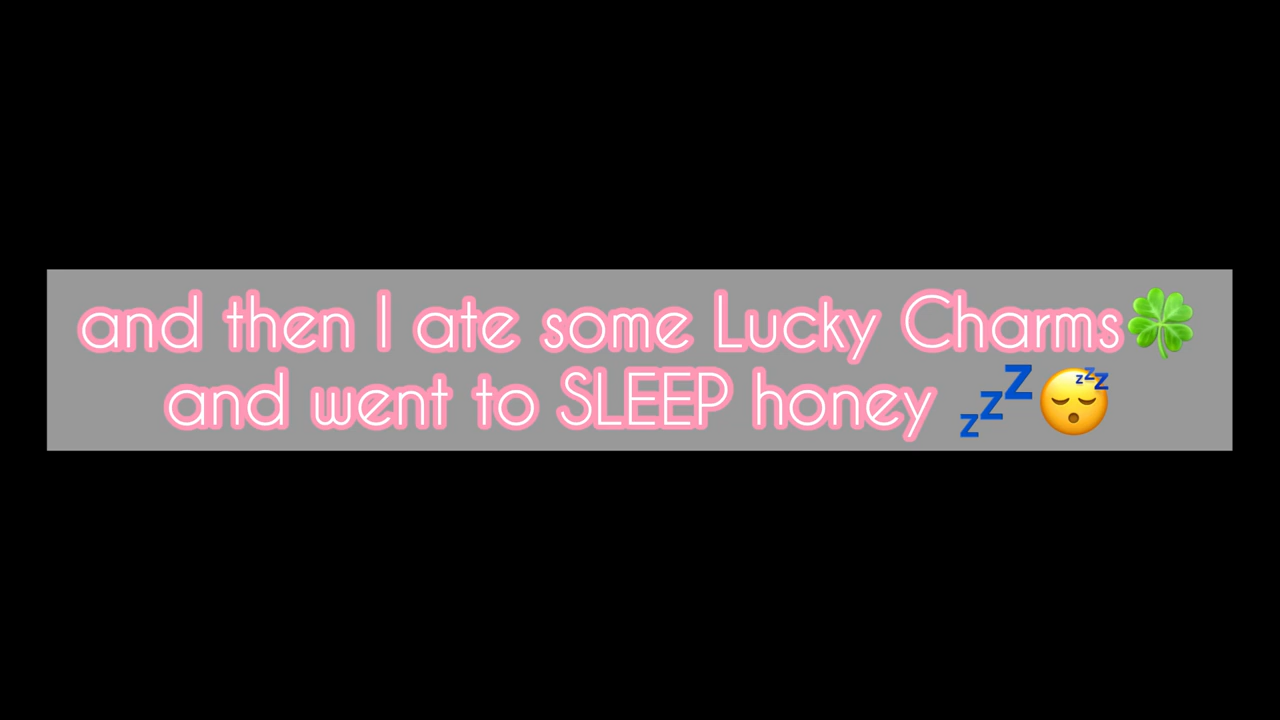 and then I ate some Lucky Charms🍀
and went to SLEEP honey 💤😴